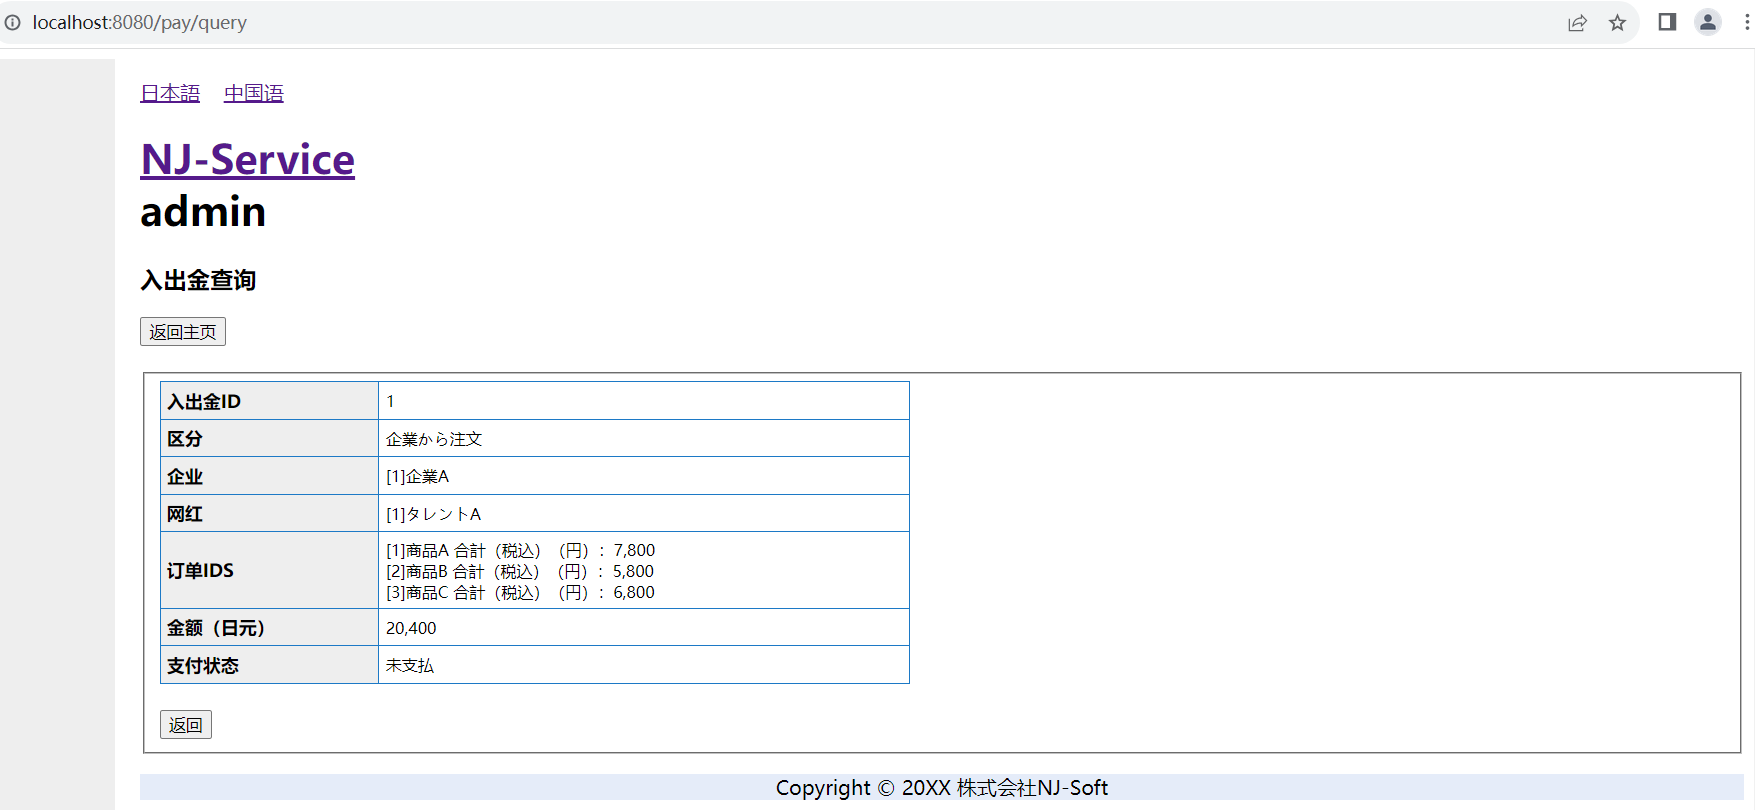 localhost:8080/pay/query
日本語 中国语
NJ-Service
admin
入出金查询
返回主页
入出金ID 1
区分 企業から注文
企业 [1]企業A
网红 [1]タレントA
订单IDS
[1]商品A 合計（税込）（円）：7,800
[2]商品B 合計（税込）（円）：5,800
[3]商品C 合計（税込）（円）：6,800
金额（日元） 20,400
支付状态 未支払
返回
Copyright © 20XX 株式会社NJ-Soft